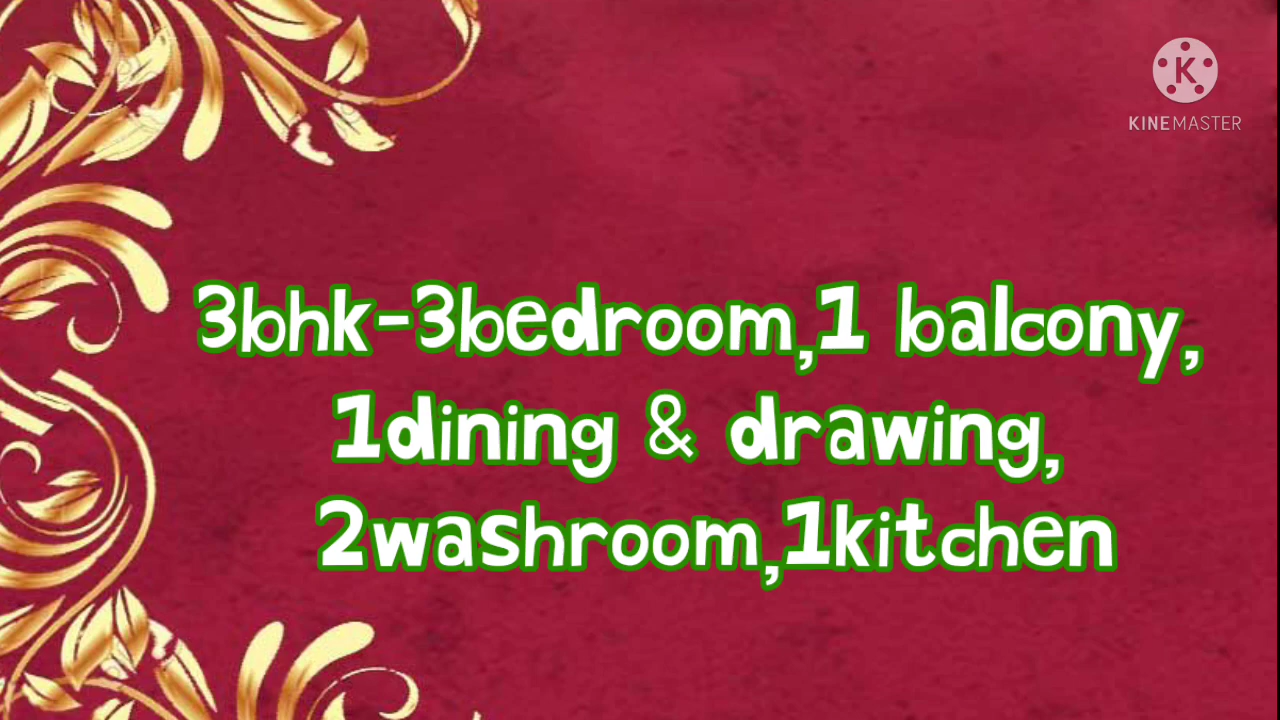 K
KINEMASTER
3bhk-3bedroom,1 balcony,
1dining & drawing,
2washroom,1kitchen